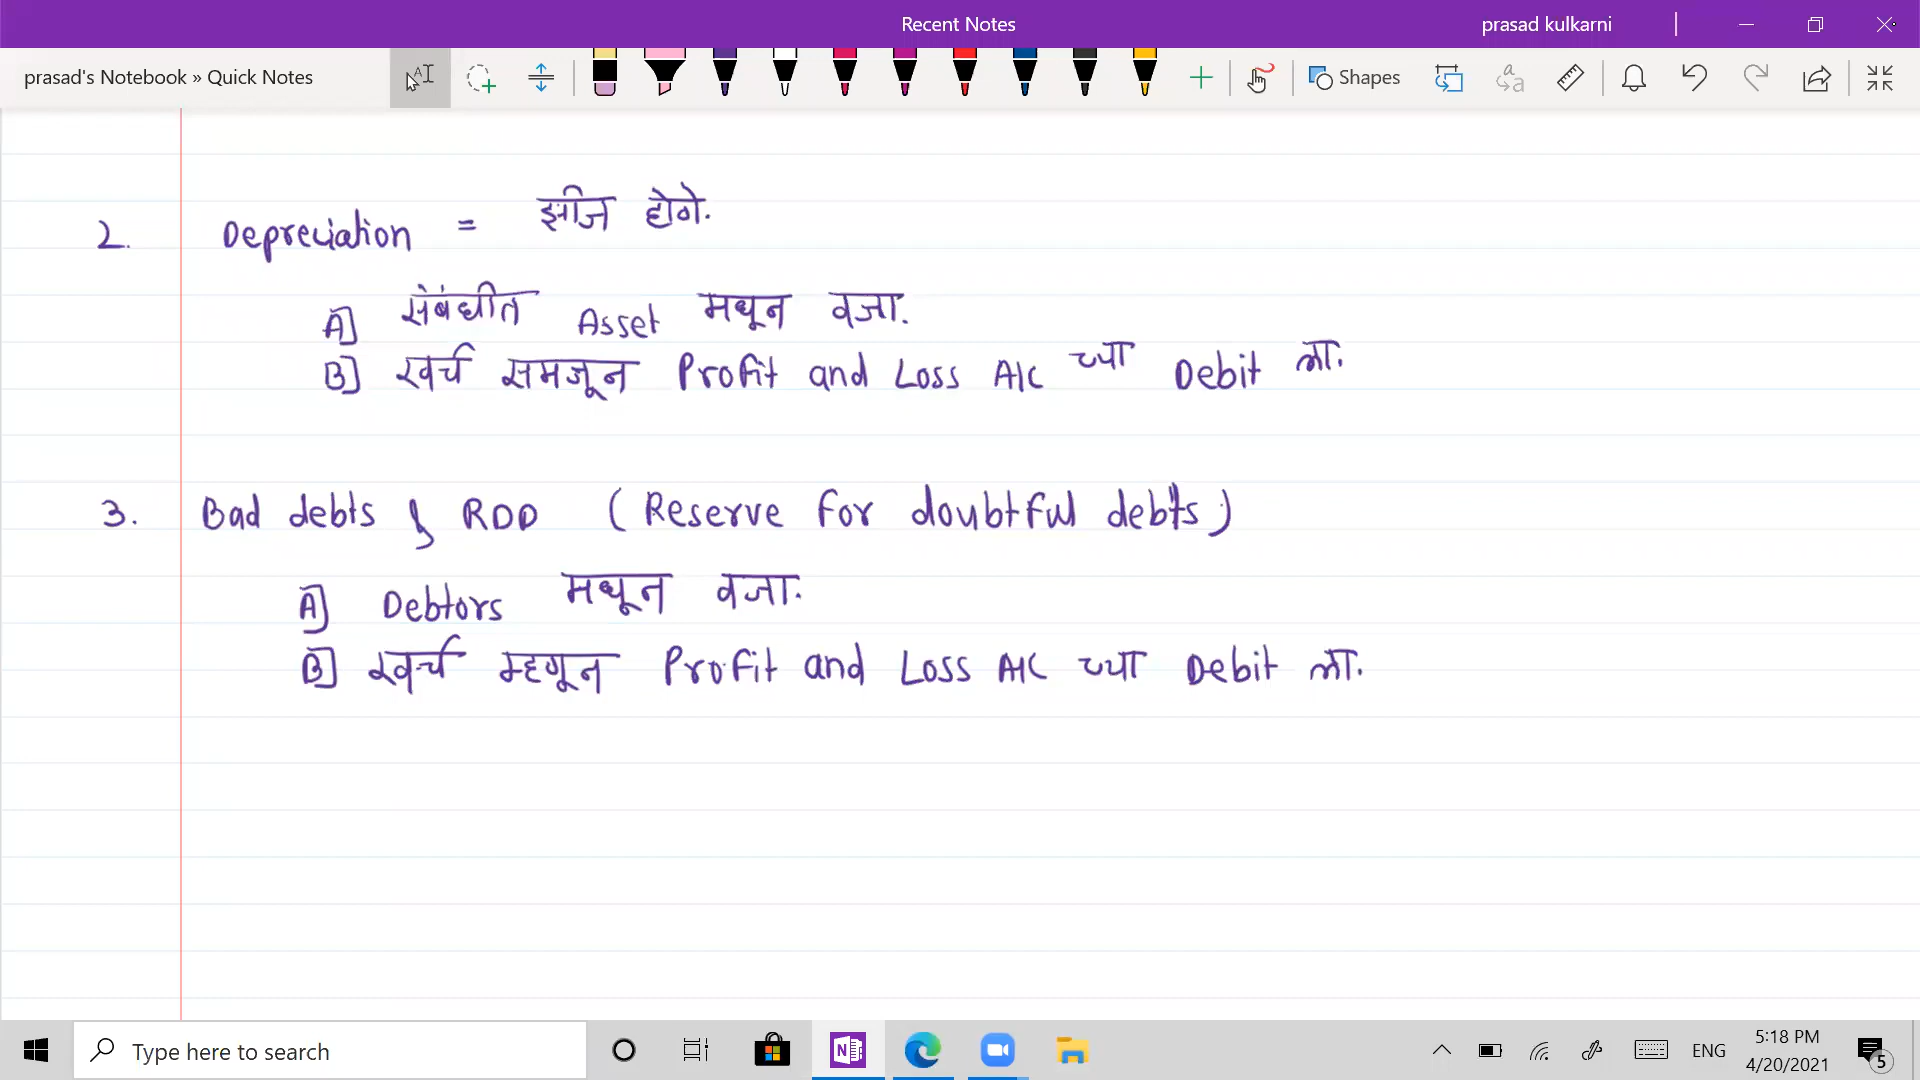 Recent Notes
prasad kulkarni
prasad's Notebook » Quick Notes
Shapes
2. Depreciation = झीज होणे.
A] संबंधीत Asset मधून वजा.
B] खर्च समजून Profit and Loss A/c च्या Debit ला.
3. Bad debts & RDD (Reserve for doubtful debts)
A] Debtors मधून वजा.
B] खर्च म्हणून Profit and Loss A/c च्या Debit ला.
Type here to search
ENG
5:18 PM
4/20/2021
5